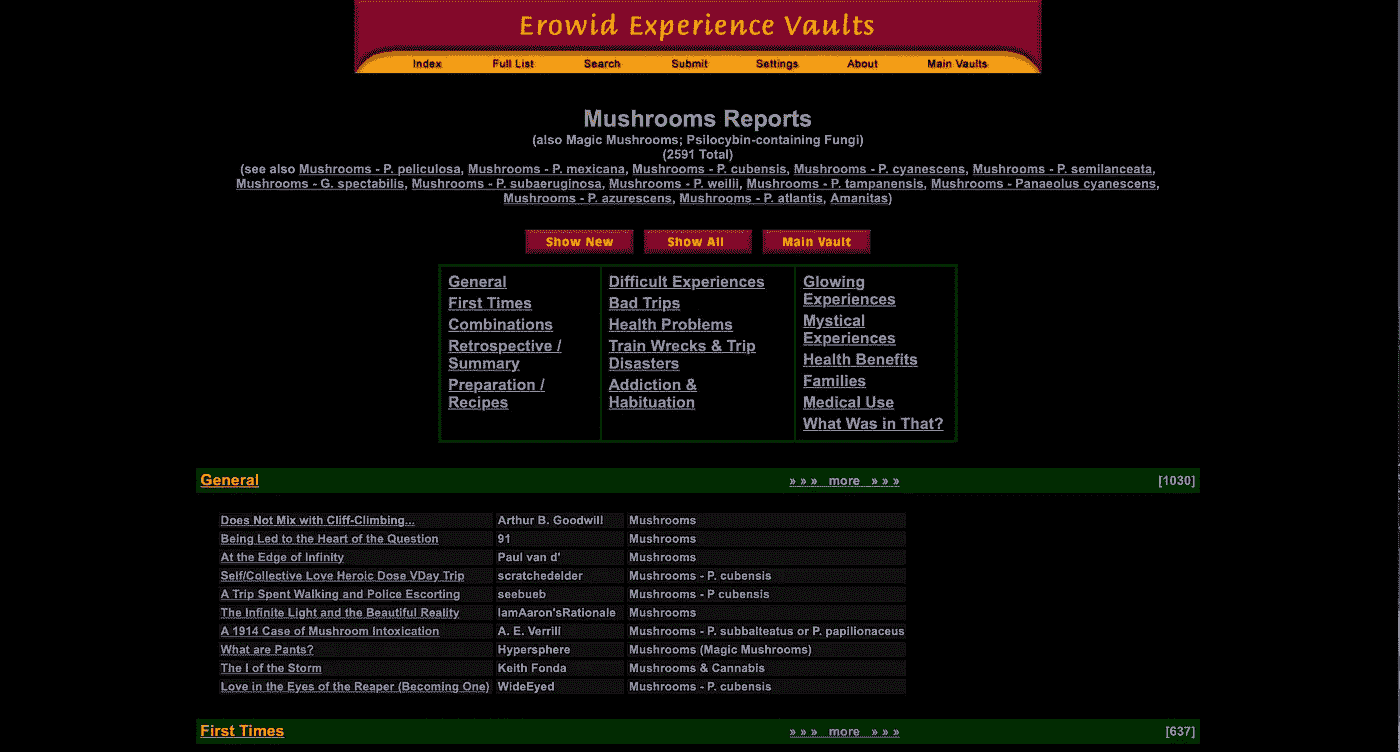 Erowid Experience Vaults
Index Full List Search Submit Settings About Main Vaults
Mushrooms Reports
(also Magic Mushrooms; Psilocybin-containing Fungi)
(2591 Total)
(see also Mushrooms - P. peliculosa, Mushrooms - P. mexicana, Mushrooms - P. cubensis, Mushrooms - P. cyanescens, Mushrooms - P. semilanceata,
Mushrooms - G. spectabilis, Mushrooms - P. subaeruginosa, Mushrooms - P. weilii, Mushrooms - P. tampanensis, Mushrooms - Panaeolus cyanescens,
Mushrooms - P. azurescens, Mushrooms - P. atlantis, Amanitas)
Show New Show All Main Vault
General
First Times
Combinations
Retrospective /
Summary
Preparation /
Recipes
Difficult Experiences
Bad Trips
Health Problems
Train Wrecks & Trip
Disasters
Addiction &
Habituation
Glowing
Experiences
Mystical
Experiences
Health Benefits
Families
Medical Use
What Was in That?
General » » » more » » » [1030]
Does Not Mix with Cliff-Climbing... Arthur B. Goodwill Mushrooms
Being Led to the Heart of the Question 91 Mushrooms
At the Edge of Infinity Paul van d' Mushrooms
Self/Collective Love Heroic Dose VDay Trip scratchedelder Mushrooms - P. cubensis
A Trip Spent Walking and Police Escorting seebueb Mushrooms - P cubensis
The Infinite Light and the Beautiful Reality IamAaron'sRationale Mushrooms
A 1914 Case of Mushroom Intoxication A. E. Verrill Mushrooms - P. subbalteatus or P. papilionaceus
What are Pants? Hypersphere Mushrooms (Magic Mushrooms)
The I of the Storm Keith Fonda Mushrooms & Cannabis
Love in the Eyes of the Reaper (Becoming One) WideEyed Mushrooms - P. cubensis
First Times » » » more » » » [637]